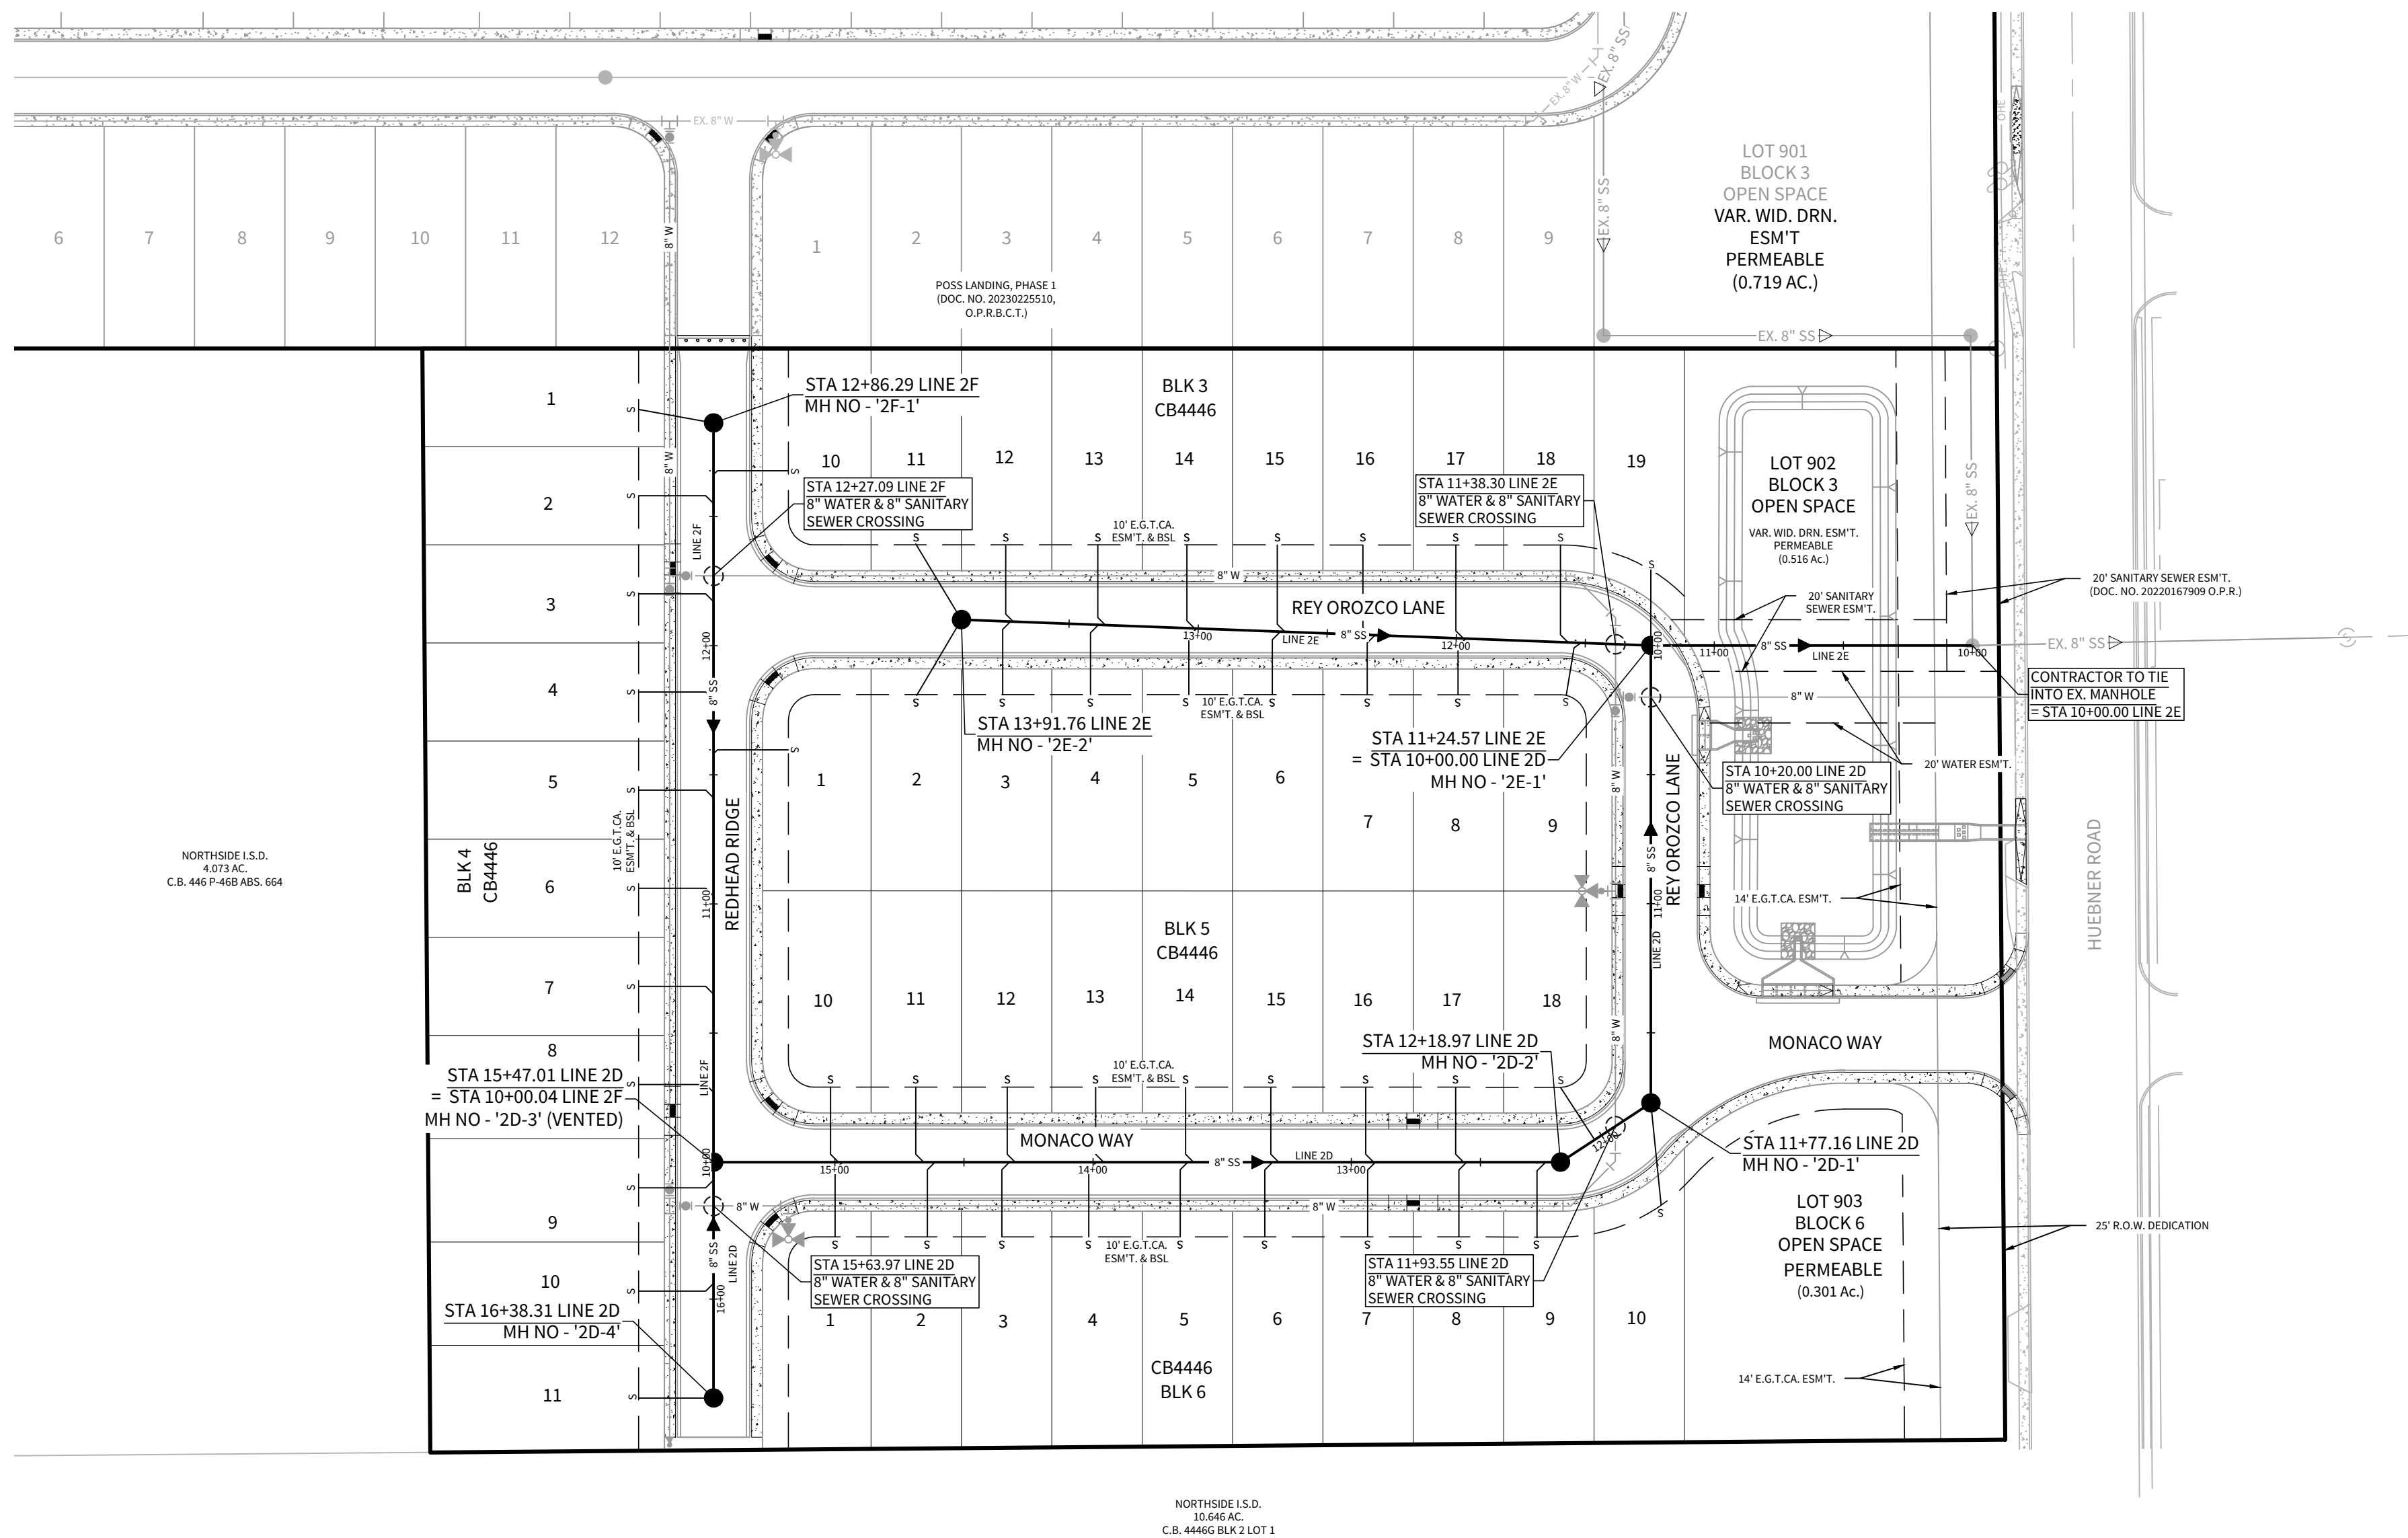 EX. 8" SS
EX. 8" W
EX. 8" W
OHE
LOT 901
BLOCK 3
OPEN SPACE
VAR. WID. DRN.
ESM'T
PERMEABLE
(0.719 AC.)
EX. 8" SS
8" W
6
7
8
9
10
11
12
1
2
3
4
5
6
7
8
9
POSS LANDING, PHASE 1
(DOC. NO. 20230225510,
O.P.R.B.C.T.)
EX. 8" SS
STA 12+86.29 LINE 2F
MH NO - '2F-1'
BLK 3
CB4446
1
2
3
4
5
6
7
8
9
10
11
S
S
S
S
S
S
S
S
S
S
S
S
S
8" W
10
11
12
13
14
15
16
17
18
19
STA 12+27.09 LINE 2F
8" WATER & 8" SANITARY
SEWER CROSSING
STA 11+38.30 LINE 2E
8" WATER & 8" SANITARY
SEWER CROSSING
10' E.G.T.CA.
ESM'T. & BSL
S
S
S
S
S
S
S
S
S
LOT 902
BLOCK 3
OPEN SPACE
VAR. WID. DRN. ESM'T.
PERMEABLE
(0.516 Ac.)
EX. 8" SS
20' SANITARY SEWER ESM'T.
(DOC. NO. 20220167909 O.P.R.)
20' SANITARY
SEWER ESM'T.
LINE 2F
8" W
REY OROZCO LANE
13+00
LINE 2E
8" SS
12+00
10+00
11+00
8" SS
LINE 2E
10+00
EX. 8" SS
12+00
8" SS
CONTRACTOR TO TIE
INTO EX. MANHOLE
= STA 10+00.00 LINE 2E
8" W
S
S
S
S
S
S
S
S
10' E.G.T.CA.
ESM'T. & BSL
STA 13+91.76 LINE 2E
MH NO - '2E-2'
STA 11+24.57 LINE 2E
= STA 10+00.00 LINE 2D
MH NO - '2E-1'
STA 10+20.00 LINE 2D
8" WATER & 8" SANITARY
SEWER CROSSING
20' WATER ESM'T.
1
2
3
4
5
6
7
8
9
8" W
REY OROZCO LANE
8" SS
11+00
LINE 2D
10' E.G.T.CA.
ESM'T. & BSL
REDHEAD RIDGE
11+00
BLK 4
CB4446
NORTHSIDE I.S.D.
4.073 AC.
C.B. 446 P-46B ABS. 664
HUEBNER ROAD
14' E.G.T.CA. ESM'T.
BLK 5
CB4446
10
11
12
13
14
15
16
17
18
8" W
STA 12+18.97 LINE 2D
MH NO - '2D-2'
MONACO WAY
LINE 2F
STA 15+47.01 LINE 2D
= STA 10+00.04 LINE 2F
MH NO - '2D-3' (VENTED)
10' E.G.T.CA.
ESM'T. & BSL
S
S
S
S
S
S
S
S
S
MONACO WAY
10+00
15+00
14+00
8" SS
LINE 2D
13+00
12+00
STA 11+77.16 LINE 2D
MH NO - '2D-1'
8" W
8" W
S
LOT 903
BLOCK 6
OPEN SPACE
PERMEABLE
(0.301 Ac.)
25' R.O.W. DEDICATION
8" SS
LINE 2D
16+00
S
S
S
S
S
S
S
S
S
10' E.G.T.CA.
ESM'T. & BSL
STA 15+63.97 LINE 2D
8" WATER & 8" SANITARY
SEWER CROSSING
STA 11+93.55 LINE 2D
8" WATER & 8" SANITARY
SEWER CROSSING
STA 16+38.31 LINE 2D
MH NO - '2D-4'
1
2
3
4
5
6
7
8
9
10
CB4446
BLK 6
14' E.G.T.CA. ESM'T.
NORTHSIDE I.S.D.
10.646 AC.
C.B. 4446G BLK 2 LOT 1